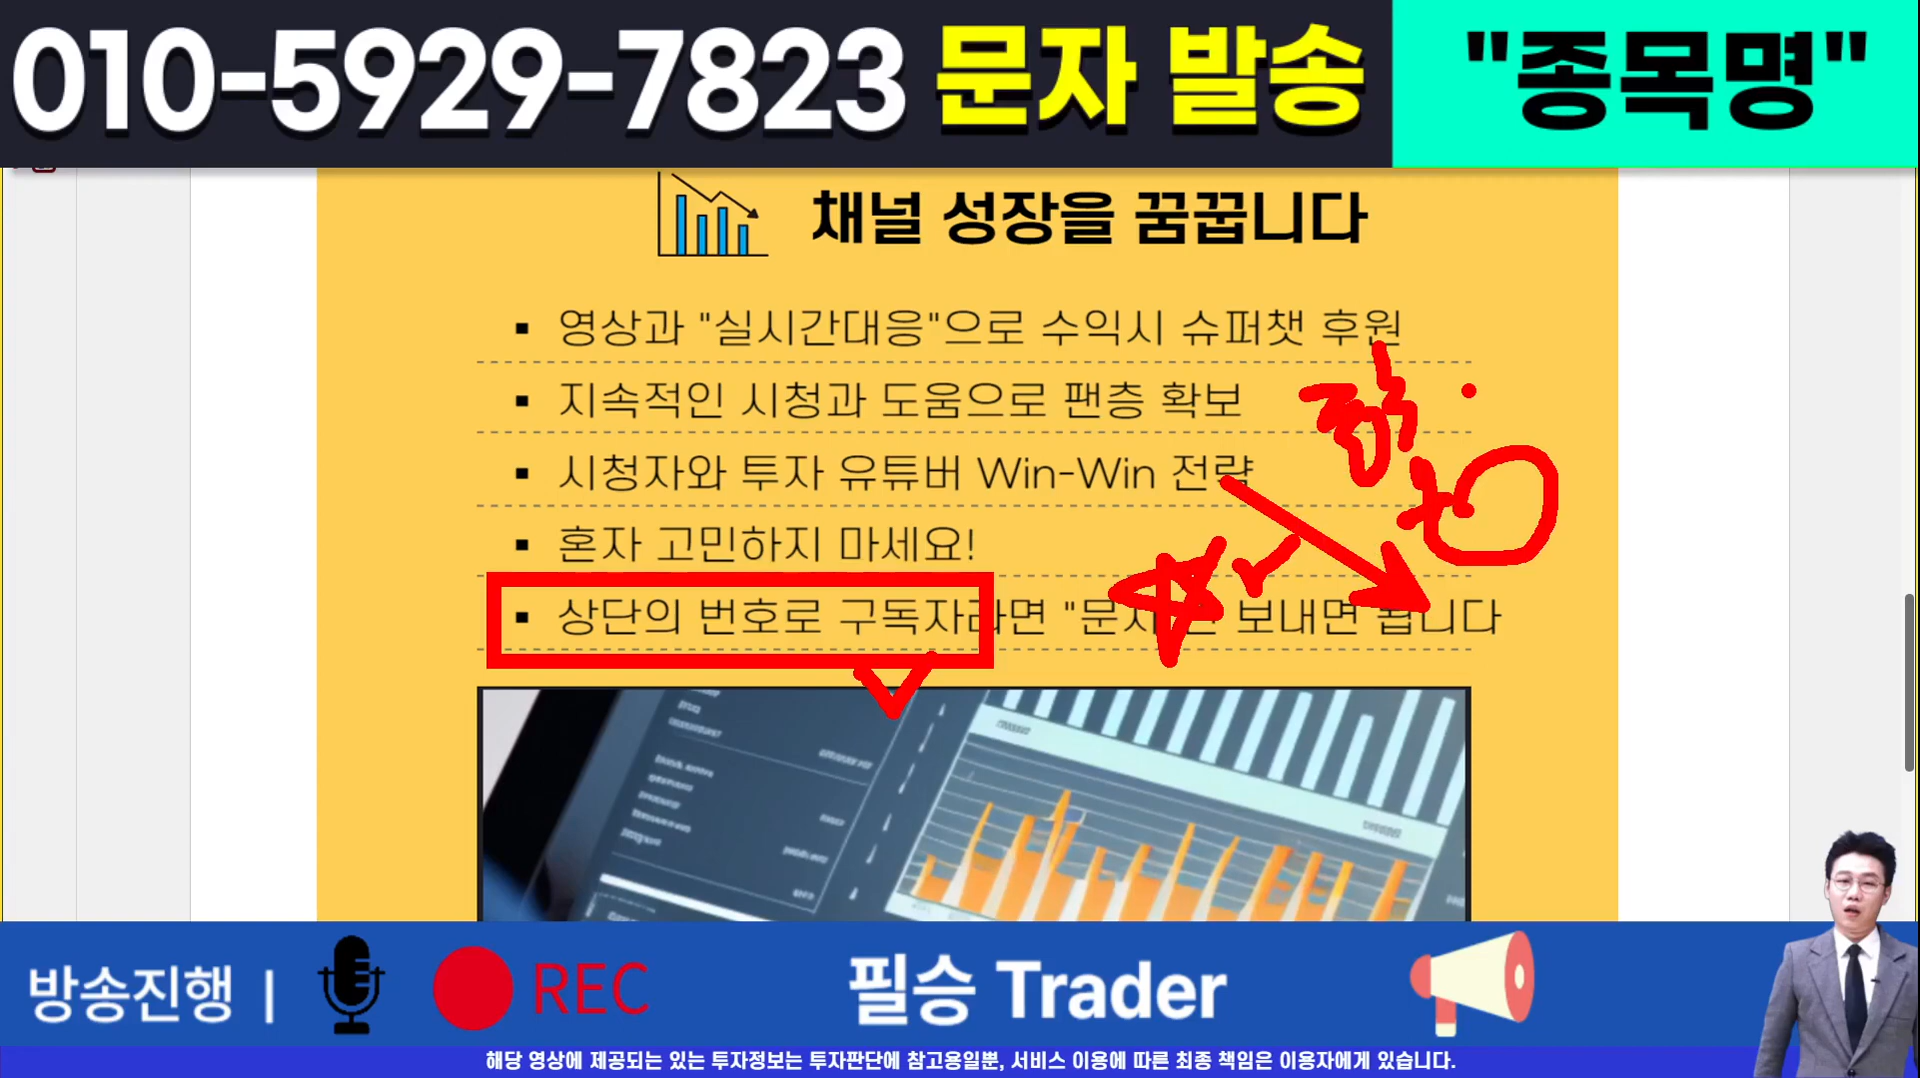 010-5929-7823 문자 발송 "종목명"
채널 성장을 꿈꿉니다
▪ 영상과 "실시간대응"으로 수익시 슈퍼챗 후원
▪ 지속적인 시청과 도움으로 팬층 확보
▪ 시청자와 투자 유튜버 Win-Win 전략
▪ 혼자 고민하지 마세요!
▪ 상단의 번호로 구독자라면 "문자 보내면 됩니다
방송진행 | REC 필승 Trader
해당 영상에 제공되는 있는 투자정보는 투자판단에 참고용일뿐, 서비스 이용에 따른 최종 책임은 이용자에게 있습니다.